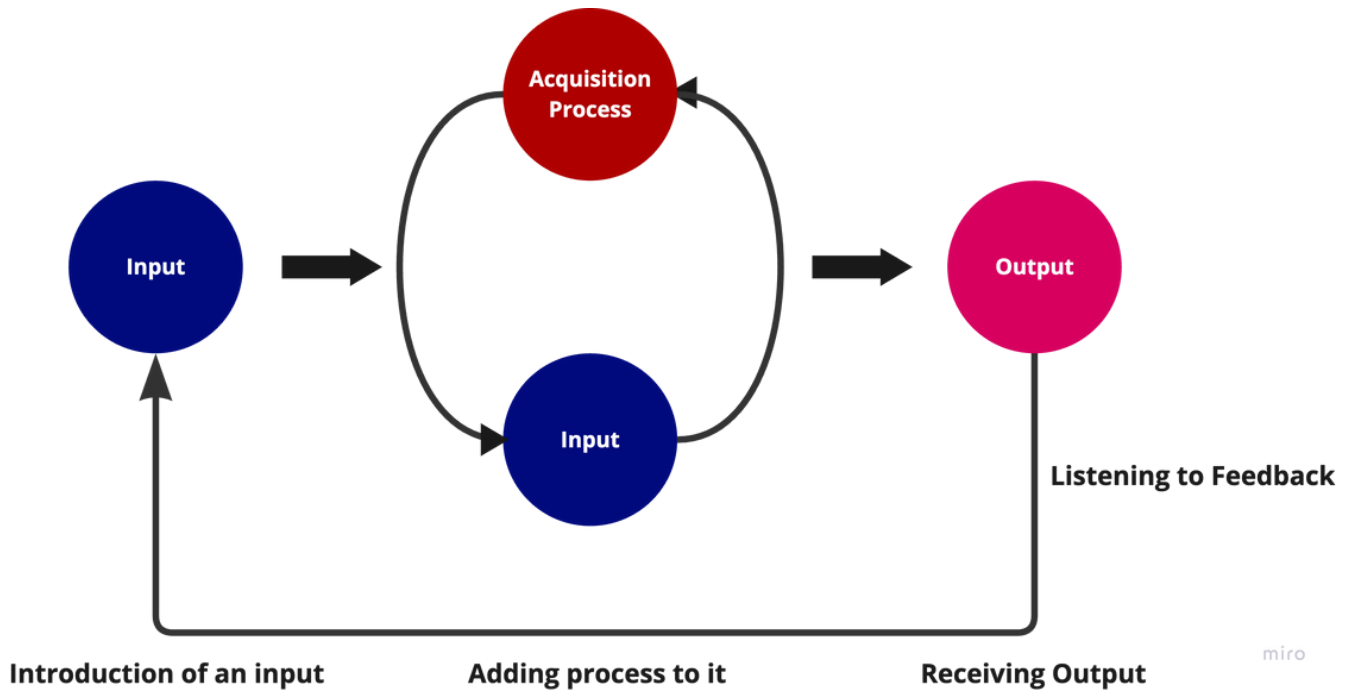 Acquisition
Process
Input
Output
Input
Listening to Feedback
miro
Introduction of an input
Adding process to it
Receiving Output